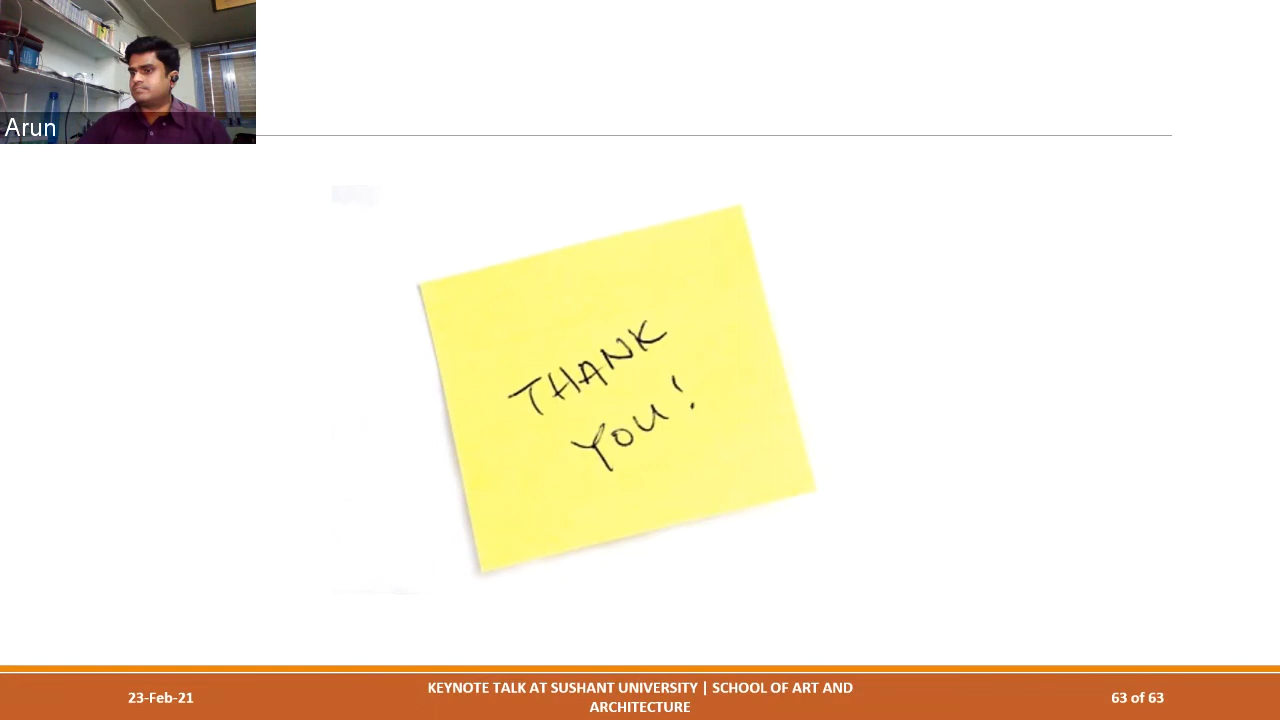 Arun
THANK
YOU!
23-Feb-21
KEYNOTE TALK AT SUSHANT UNIVERSITY | SCHOOL OF ART AND
ARCHITECTURE
63 of 63